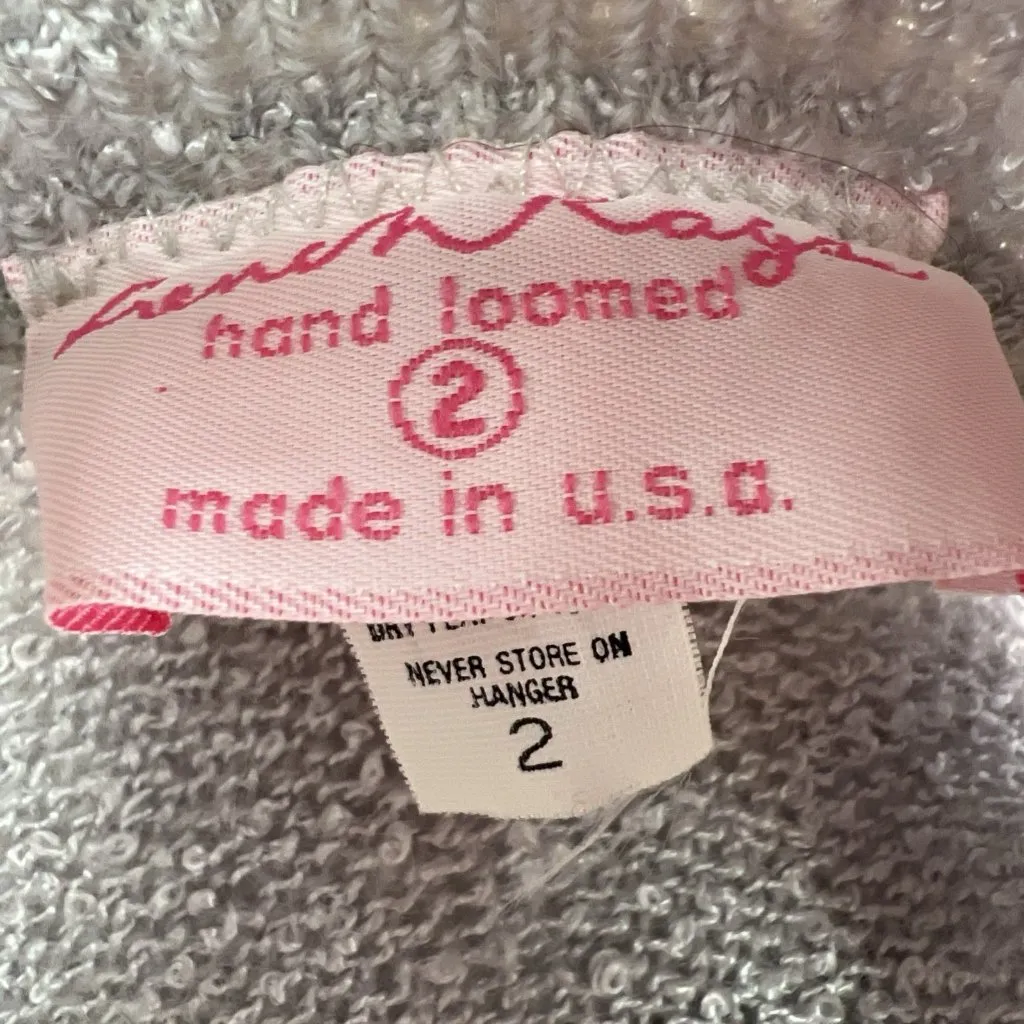 french rags
hand loomed
2
made in u.s.a.
NEVER STORE ON
HANGER
2